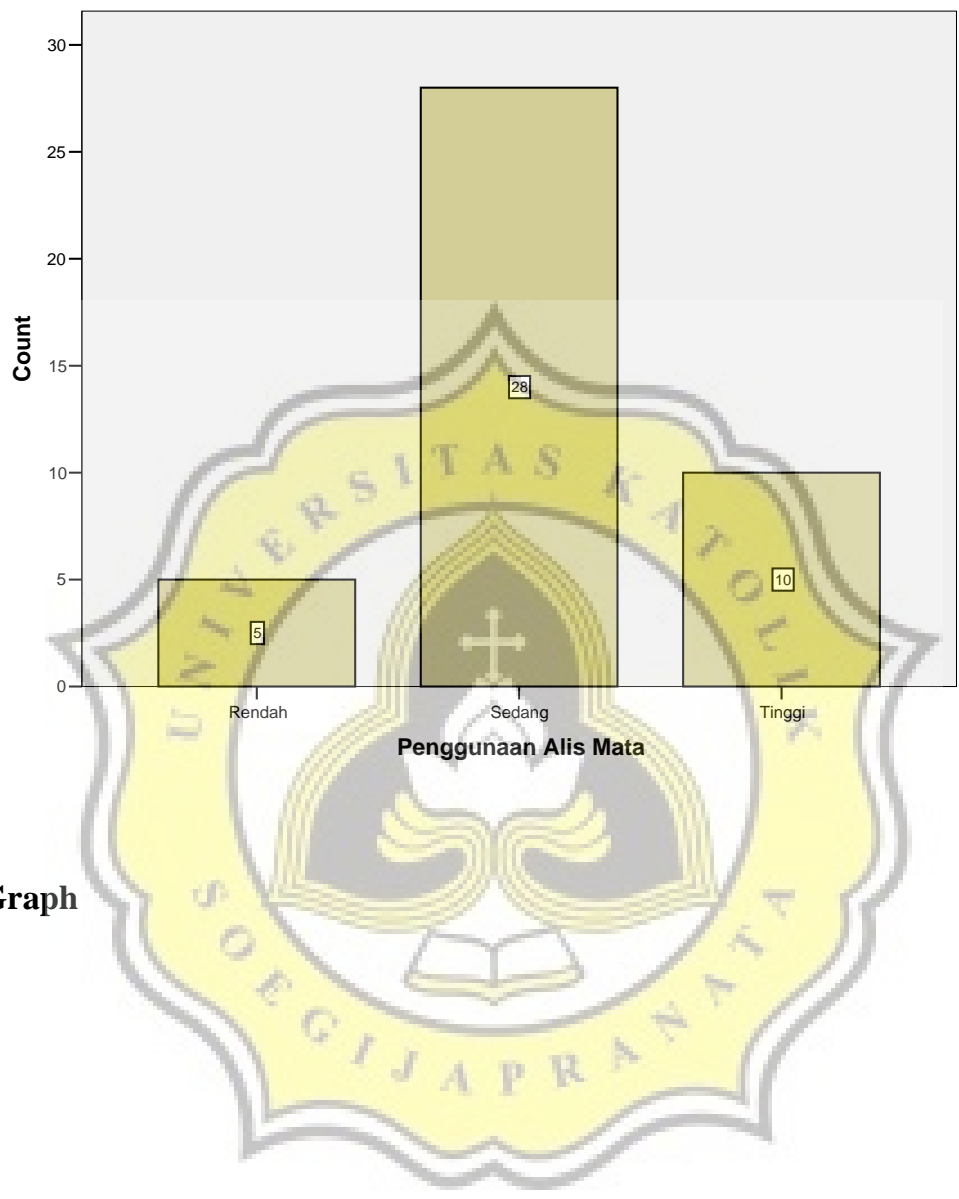 30
25
20
15
10
5
0
Count
28
10
5
Rendah Sedang Tinggi
Penggunaan Alis Mata
Graph
UNIVERSITAS KATOLIK
SOEGIJAPRANATA